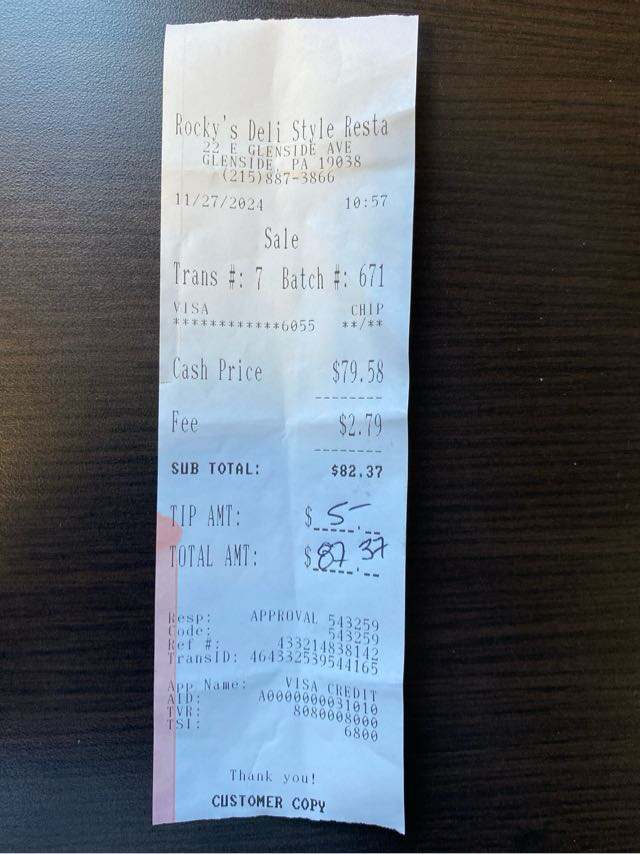 Rocky's Deli Style Resta
22 E GLENSIDE AVE
GLENSIDE, PA 19038
(215)887-3866
11/27/2024 10:57
Sale
Trans #: 7 Batch #: 671
VISA CHIP
************6055 **/**
Cash Price $79.58
--------
Fee $2.79
--------
SUB TOTAL: $82.37
TIP AMT: $ 5-
TOTAL AMT: $ 87.37
Resp: APPROVAL 543259
Code: 543259
Ref #: 433214838142
TransID: 464332539544165
App Name: VISA CREDIT
AID: A0000000031010
TVR: 8080008000
TSI: 6800
Thank you!
CUSTOMER COPY